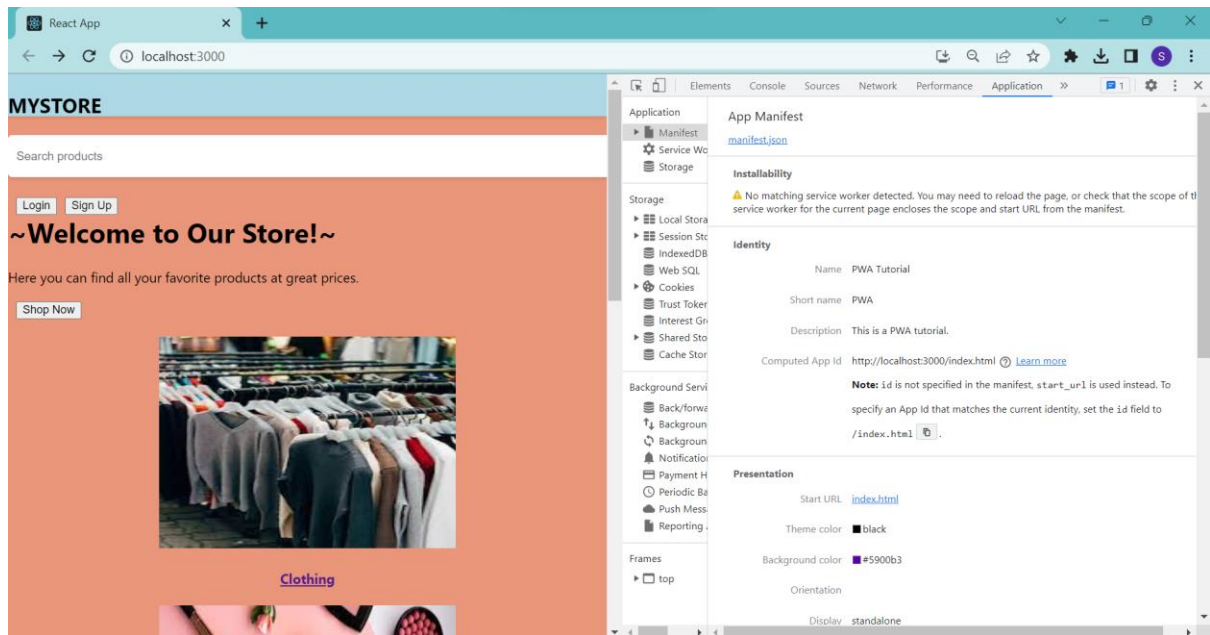 React App
localhost:3000
S
MYSTORE
Search products
Login Sign Up
~Welcome to Our Store!~
Here you can find all your favorite products at great prices.
Shop Now
Clothing
Elements Console Sources Network Performance Application » 1
Application
Manifest
Service Wo
Storage
Storage
Local Stora
Session Sto
IndexedDB
Web SQL
Cookies
Trust Token
Interest Gro
Shared Sto
Cache Stor
Background Servi
Back/forwa
Backgroun
Backgroun
Notification
Payment H
Periodic Ba
Push Mess
Reporting
Frames
top
App Manifest
manifest.json
Installability
No matching service worker detected. You may need to reload the page, or check that the scope of th
service worker for the current page encloses the scope and start URL from the manifest.
Identity
Name PWA Tutorial
Short name PWA
Description This is a PWA tutorial.
Computed App Id http://localhost:3000/index.html Learn more
Note: id is not specified in the manifest, start_url is used instead. To
specify an App Id that matches the current identity, set the id field to
/index.html .
Presentation
Start URL index.html
Theme color black
Background color #5900b3
Orientation
Display standalone